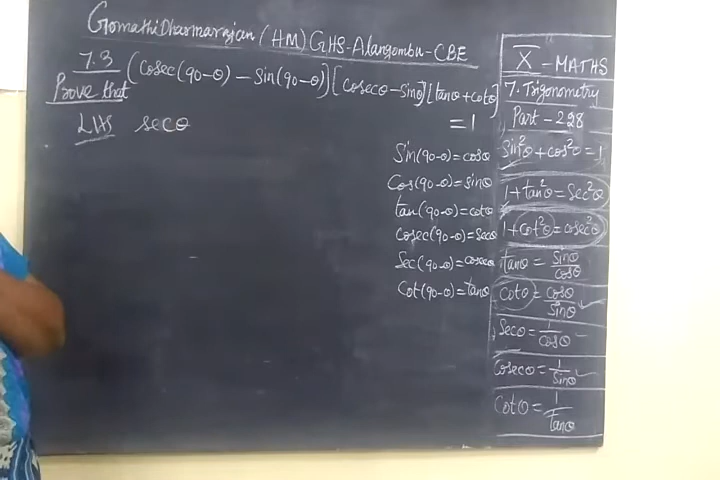 Gomathi Dharmarajan (HM) GHS-Alangombu-CBE
7.3
Prove that (cosec(90-θ) - sin(90-θ)) [cosecθ - sinθ] [tanθ + cotθ]
= 1
LHS secθ
Sin(90-θ) = cosθ
Cos(90-θ) = sinθ
tan(90-θ) = cotθ
cosec(90-θ) = secθ
Sec(90-θ) = cosecθ
Cot(90-θ) = tanθ
X - MATHS
7. Trigonometry
Part - 228
Sin²θ + cos²θ = 1
1 + tan²θ = Sec²θ
1 + cot²θ = cosec²θ
tanθ = Sinθ/cosθ
Cotθ = cosθ/Sinθ
Secθ = 1/cosθ
Cosecθ = 1/Sinθ
Cotθ = 1/Tanθ